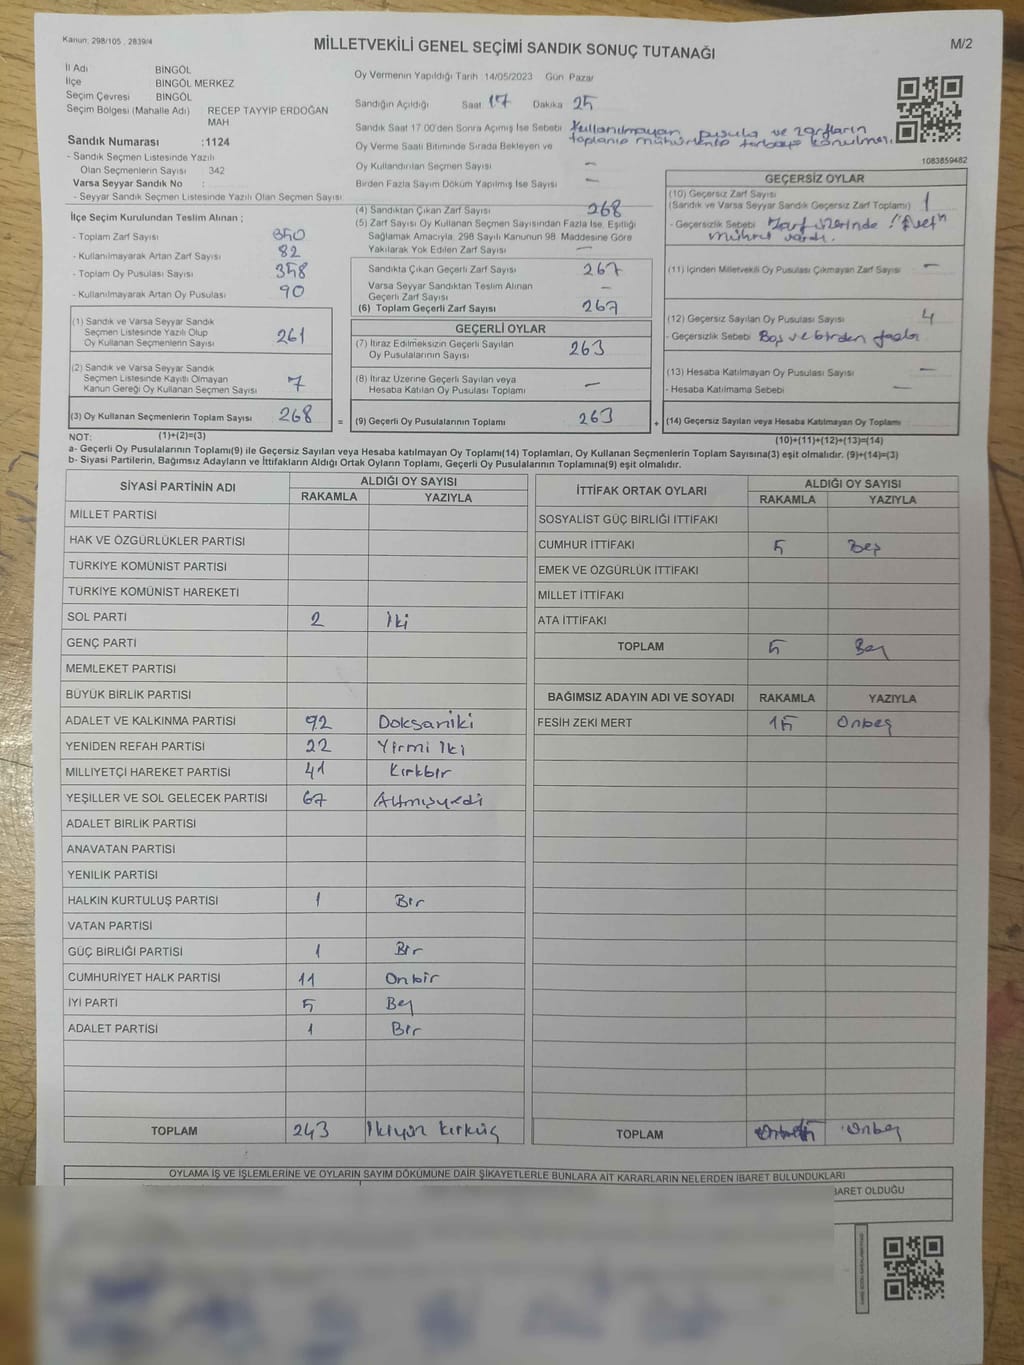 Kanun: 298/105 , 2839/4
MİLLETVEKİLİ GENEL SEÇİMİ SANDIK SONUÇ TUTANAĞI
M/2
İl Adı BİNGÖL
İlçe BİNGÖL MERKEZ
Seçim Çevresi BİNGÖL
Seçim Bölgesi (Mahalle Adı) RECEP TAYYİP ERDOĞAN MAH
Sandık Numarası :1124
- Sandık Seçmen Listesinde Yazılı
Olan Seçmenlerin Sayısı 342
Varsa Seyyar Sandık No :
- Seyyar Sandık Seçmen Listesinde Yazılı Olan Seçmen Sayısı
Oy Vermenin Yapıldığı Tarih 14/05/2023 Gün Pazar
Sandığın Açıldığı Saat 17 Dakika 25
Sandık Saat 17:00'den Sonra Açımış İse Sebebi Kullanılmayan pusula ve zarfların
toplanıp mühürlenip torbaya konulması.
Oy Verme Saati Bitiminde Sırada Bekleyen ve
Oy Kullandırılan Seçmen Sayısı –
Birden Fazla Sayım Döküm Yapılmış İse Sayısı –
1083859482
İlçe Seçim Kurulundan Teslim Alınan ;
- Toplam Zarf Sayısı 350
- Kullanılmayarak Artan Zarf Sayısı 82
- Toplam Oy Pusulası Sayısı 358
- Kullanılmayarak Artan Oy Pusulası 90
(1) Sandık ve Varsa Seyyar Sandık
Seçmen Listesinde Yazılı Olup
Oy Kullanan Seçmenlerin Sayısı 261
(2) Sandık ve Varsa Seyyar Sandık
Seçmen Listesinde Kayıtlı Olmayan
Kanun Gereği Oy Kullanan Seçmen Sayısı 7
(3) Oy Kullanan Seçmenlerin Toplam Sayısı 268
(4) Sandıktan Çıkan Zarf Sayısı 268
(5) Zarf Sayısı Oy Kullanan Seçmen Sayısından Fazla İse, Eşitliği
Sağlamak Amacıyla, 298 Sayılı Kanunun 98. Maddesine Göre
Yakılarak Yok Edilen Zarf Sayısı –
Sandıkta Çıkan Geçerli Zarf Sayısı 267
Varsa Seyyar Sandıktan Teslim Alınan
Geçerli Zarf Sayısı –
(6) Toplam Geçerli Zarf Sayısı 267
GEÇERLİ OYLAR
(7) İtiraz Edilmeksizin Geçerli Sayılan
Oy Pusulalarının Sayısı 263
(8) İtiraz Üzerine Geçerli Sayılan veya
Hesaba Katılan Oy Pusulası Toplamı –
= (9) Geçerli Oy Pusulalarının Toplamı 263
GEÇERSİZ OYLAR
(10) Geçersiz Zarf Sayısı
(Sandık ve Varsa Seyyar Sandık Geçersiz Zarf Toplamı) 1
- Geçersizlik Sebebi Zarf üzerinde "Evet"
mührü vardı.
(11) İçinden Milletvekili Oy Pusulası Çıkmayan Zarf Sayısı –
(12) Geçersiz Sayılan Oy Pusulası Sayısı 4
- Geçersizlik Sebebi Boş ve birden fazla
(13) Hesaba Katılmayan Oy Pusulası Sayısı –
- Hesaba Katılmama Sebebi –
+ (14) Geçersiz Sayılan veya Hesaba Katılmayan Oy Toplamı
NOT: (1)+(2)=(3)
(10)+(11)+(12)+(13)=(14)
a- Geçerli Oy Pusulalarının Toplamı(9) ile Geçersiz Sayılan veya Hesaba katılmayan Oy Toplamı(14) Toplamları, Oy Kullanan Seçmenlerin Toplam Sayısına(3) eşit olmalıdır. (9)+(14)=(3)
b- Siyasi Partilerin, Bağımsız Adayların ve İttifakların Aldığı Ortak Oyların Toplamı, Geçerli Oy Pusulalarının Toplamına(9) eşit olmalıdır.
SİYASİ PARTİNİN ADI ALDIĞI OY SAYISI
RAKAMLA YAZIYLA
MİLLET PARTİSİ
HAK VE ÖZGÜRLÜKLER PARTİSİ
TÜRKİYE KOMÜNİST PARTİSİ
TÜRKİYE KOMÜNİST HAREKETİ
SOL PARTİ 2 İki
GENÇ PARTİ
MEMLEKET PARTİSİ
BÜYÜK BİRLİK PARTİSİ
ADALET VE KALKINMA PARTİSİ 92 Doksaniki
YENİDEN REFAH PARTİSİ 22 Yirmi İki
MİLLİYETÇİ HAREKET PARTİSİ 41 Kırkbir
YEŞİLLER VE SOL GELECEK PARTİSİ 67 Altmışyedi
ADALET BİRLİK PARTİSİ
ANAVATAN PARTİSİ
YENİLİK PARTİSİ
HALKIN KURTULUŞ PARTİSİ 1 Bir
VATAN PARTİSİ
GÜÇ BİRLİĞİ PARTİSİ 1 Bir
CUMHURİYET HALK PARTİSİ 11 Onbir
İYİ PARTİ 5 Beş
ADALET PARTİSİ 1 Bir
TOPLAM 243 İkiyüz kırküç
İTTİFAK ORTAK OYLARI ALDIĞI OY SAYISI
RAKAMLA YAZIYLA
SOSYALİST GÜÇ BİRLİĞİ İTTİFAKI
CUMHUR İTTİFAKI 5 Beş
EMEK VE ÖZGÜRLÜK İTTİFAKI
MİLLET İTTİFAKI
ATA İTTİFAKI
TOPLAM 5 Beş
BAĞIMSIZ ADAYIN ADI VE SOYADI RAKAMLA YAZIYLA
FESİH ZEKİ MERT 15 Onbeş
TOPLAM Onbeş
OYLAMA İŞ VE İŞLEMLERİNE VE OYLARIN SAYIM DÖKÜMÜNE DAİR ŞİKAYETLERLE BUNLARA AİT KARARLARIN NELERDEN İBARET BULUNDUKLARI
BARET OLDUĞU